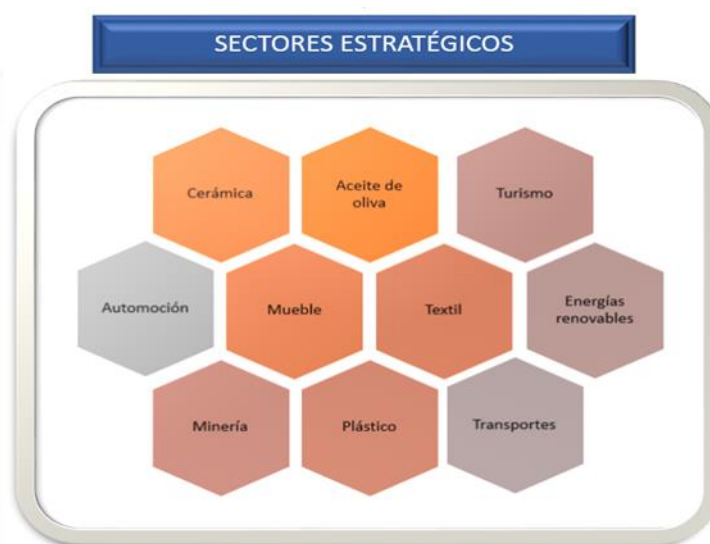 SECTORES ESTRATÉGICOS
Cerámica
Aceite de
oliva
Turismo
Automoción
Mueble
Textil
Energías
renovables
Minería
Plástico
Transportes